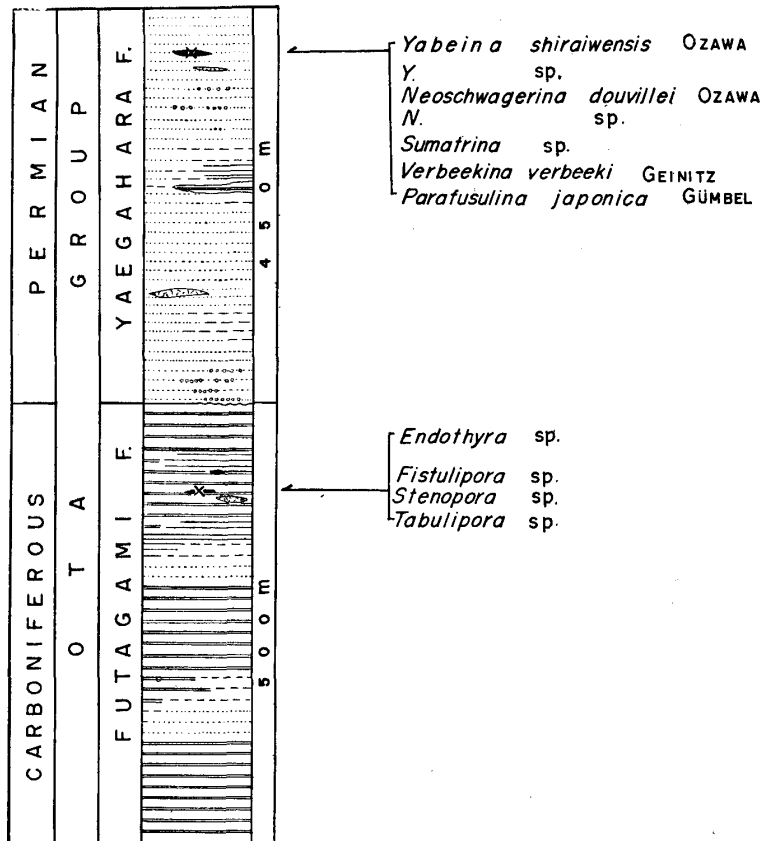 PERMIAN
CARBONIFEROUS
OTA GROUP
YAEGAHARA F.
FUTAGAMI F.
450m
500m
Yabeina shiraiwensis OZAWA
Y. sp.
Neoschwagerina douvillei OZAWA
N. sp.
Sumatrina sp.
Verbeekina verbeeki GEINITZ
Parafusulina japonica GÜMBEL
Endothyra sp.
Fistulipora sp.
Stenopora sp.
Tabulipora sp.